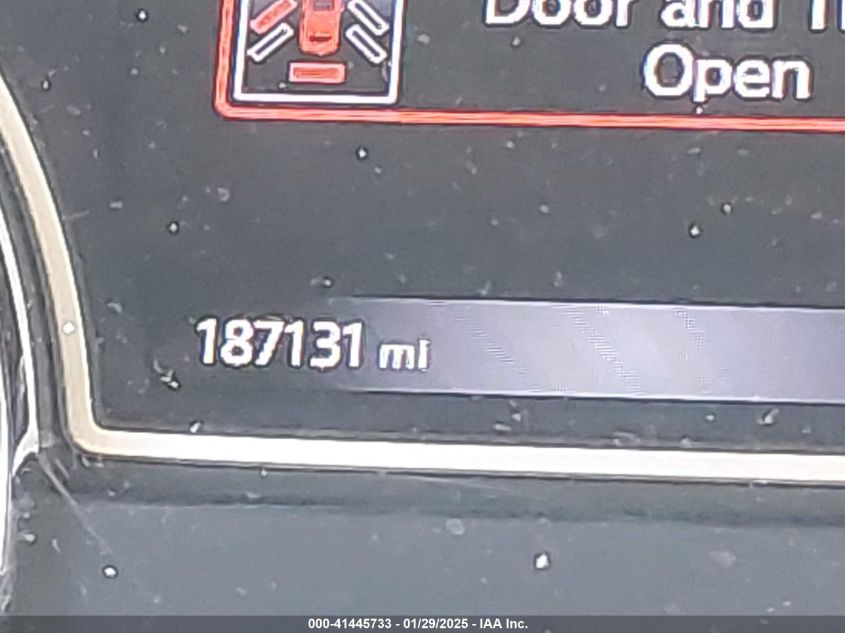 Door and
Open
187131 mi
000-41445733 - 01/29/2025 - IAA Inc.